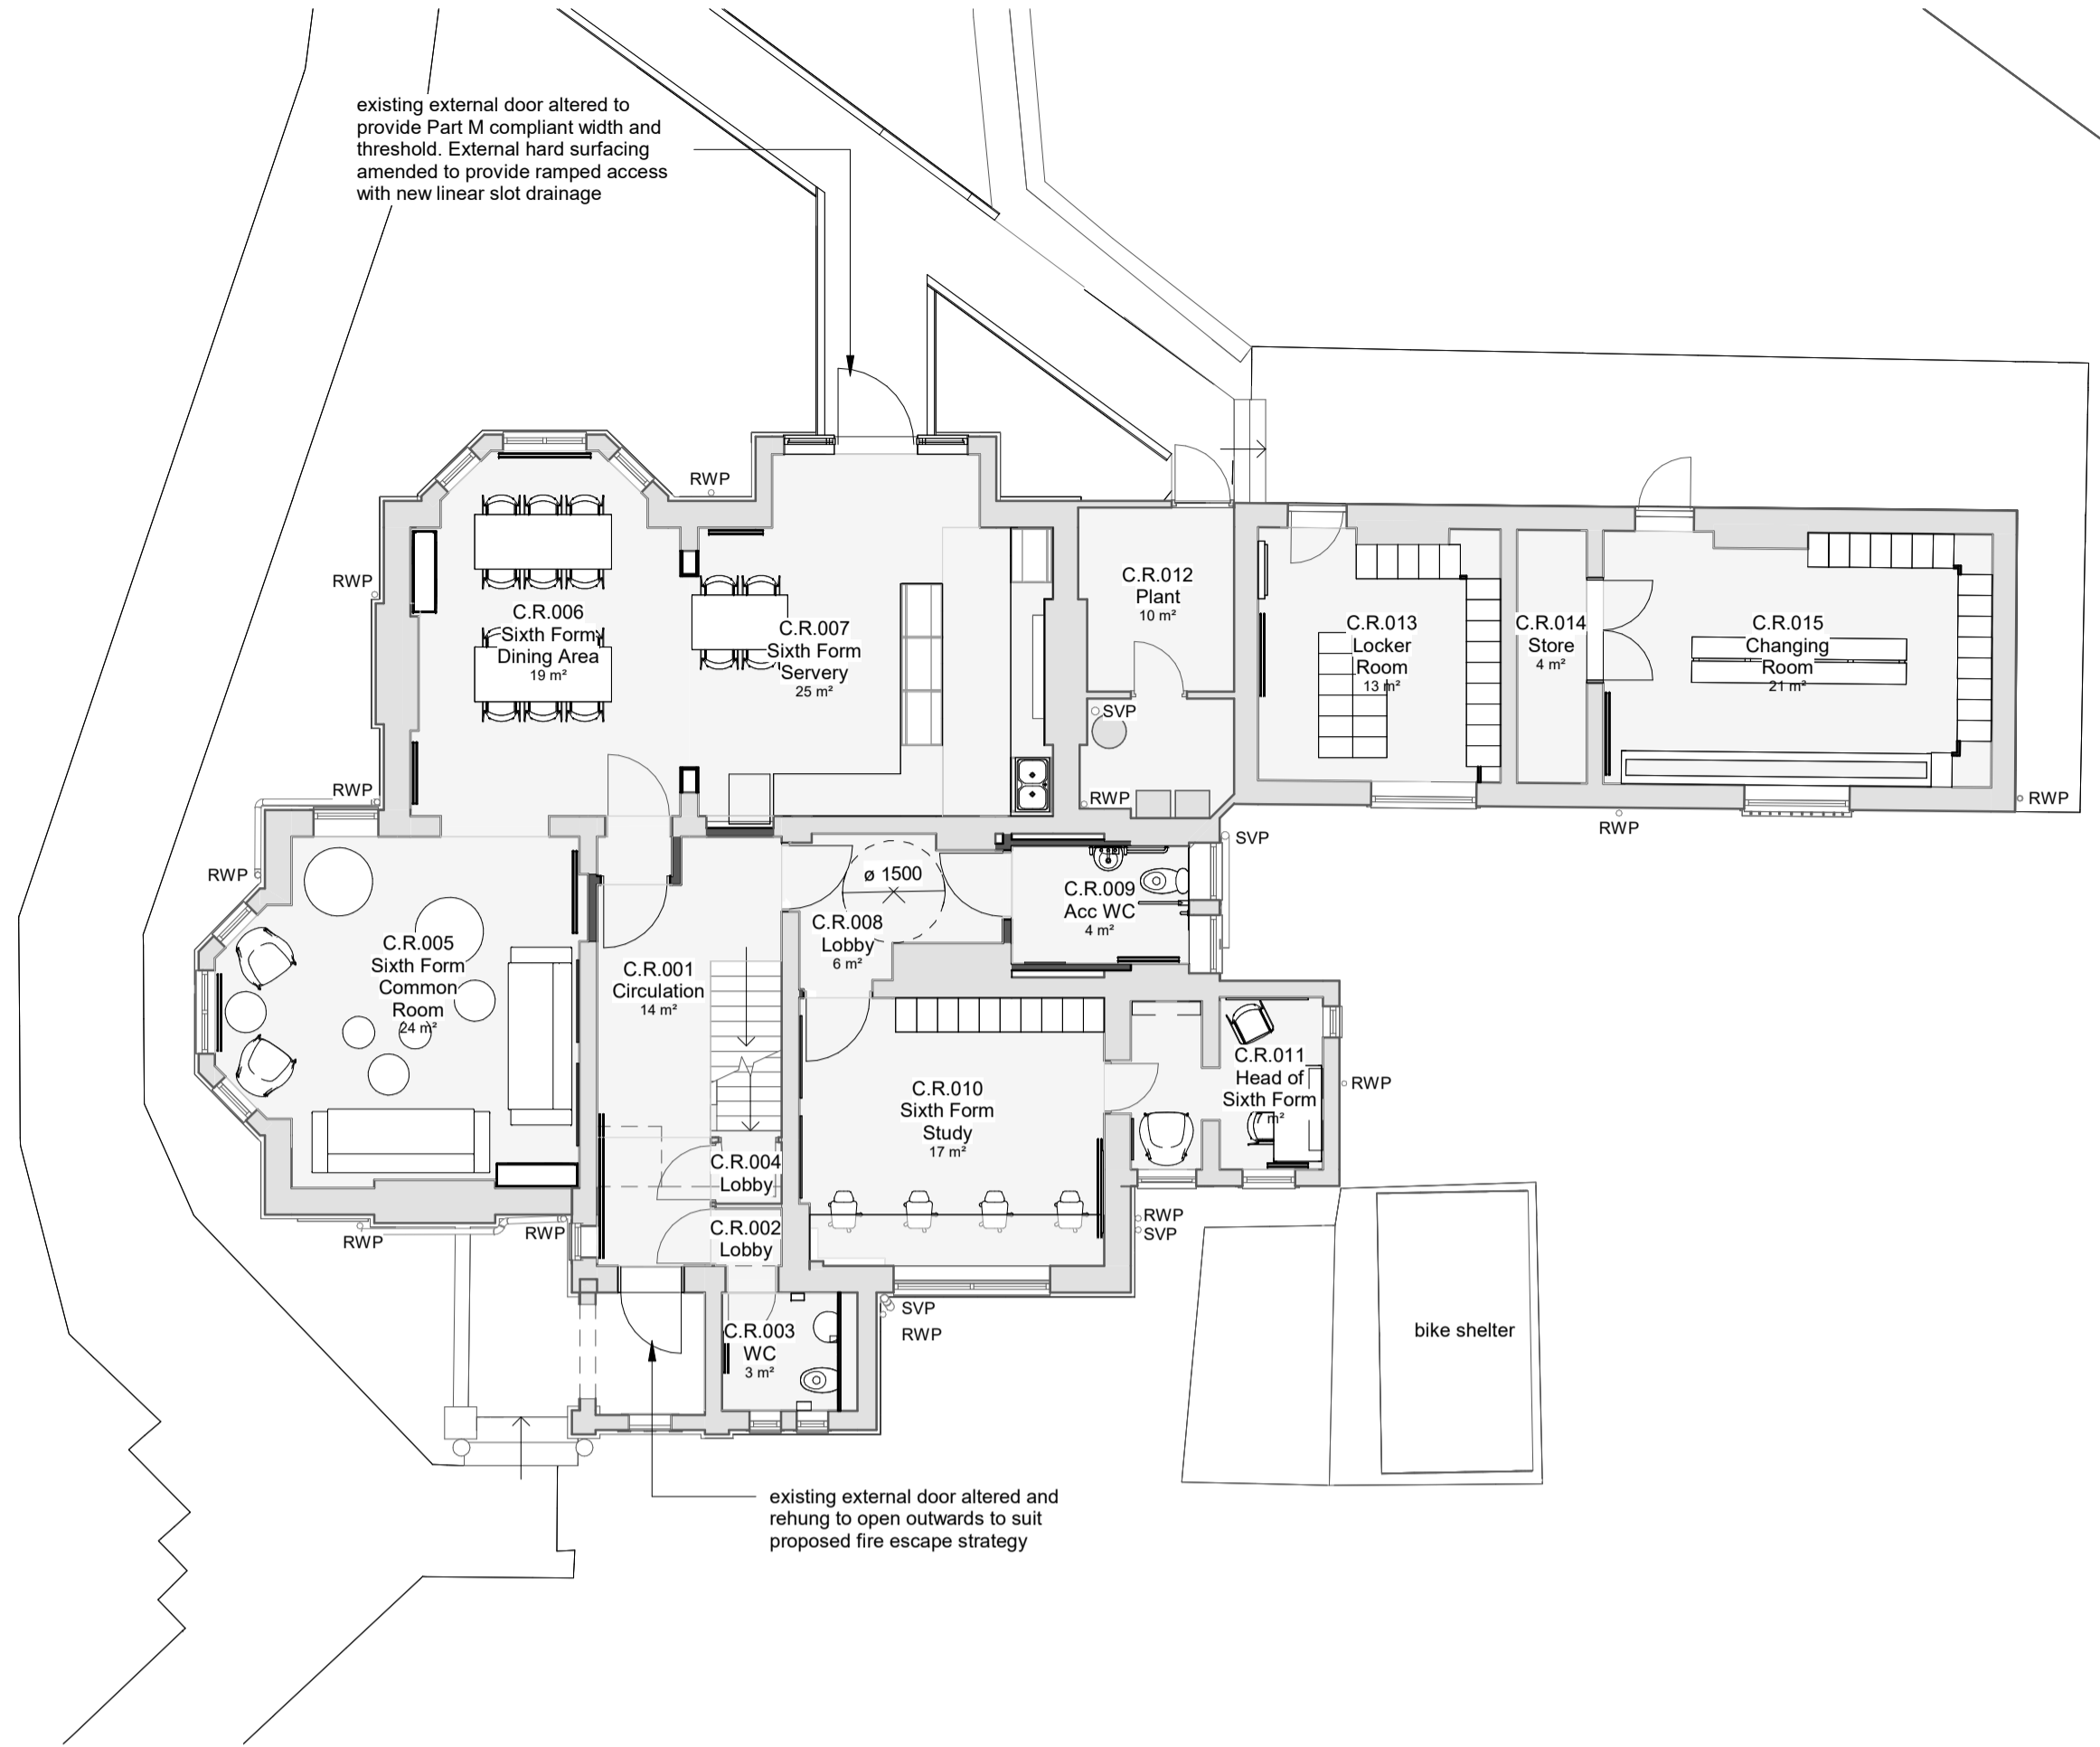 existing external door altered to
provide Part M compliant width and
threshold. External hard surfacing
amended to provide ramped access
with new linear slot drainage
RWP
RWP
C.R.006
Sixth Form
Dining Area
19 m²
C.R.007
Sixth Form
Servery
25 m²
C.R.012
Plant
10 m²
C.R.013
Locker
Room
13 m²
C.R.014
Store
4 m²
C.R.015
Changing
Room
21 m²
SVP
RWP
RWP
RWP
RWP
SVP
RWP
ø 1500
C.R.009
Acc WC
4 m²
C.R.008
Lobby
6 m²
C.R.005
Sixth Form
Common
Room
24 m²
C.R.001
Circulation
14 m²
C.R.010
Sixth Form
Study
17 m²
C.R.011
Head of
Sixth Form
7 m²
RWP
C.R.004
Lobby
C.R.002
Lobby
RWP
RWP
RWP
SVP
SVP
RWP
C.R.003
WC
3 m²
bike shelter
existing external door altered and
rehung to open outwards to suit
proposed fire escape strategy